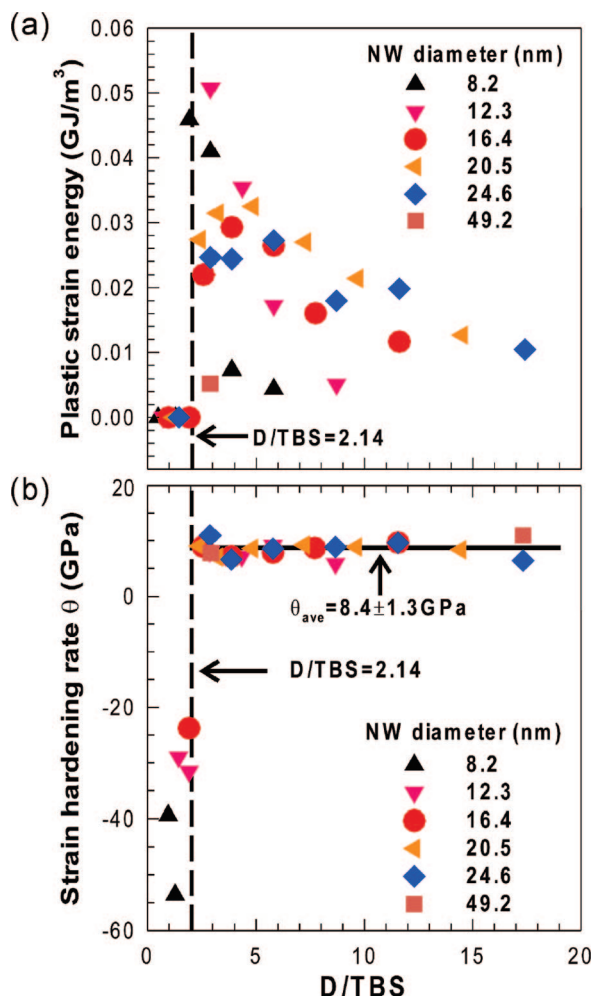 (a)
Plastic strain energy (GJ/m³)
0.06
0.05
0.04
0.03
0.02
0.01
0.00
NW diameter (nm)
8.2
12.3
16.4
20.5
24.6
49.2
D/TBS=2.14
(b)
Strain hardening rate θ (GPa)
20
10
0
-20
-40
-60
θave=8.4±1.3GPa
D/TBS=2.14
NW diameter (nm)
8.2
12.3
16.4
20.5
24.6
49.2
0 5 10 15 20
D/TBS